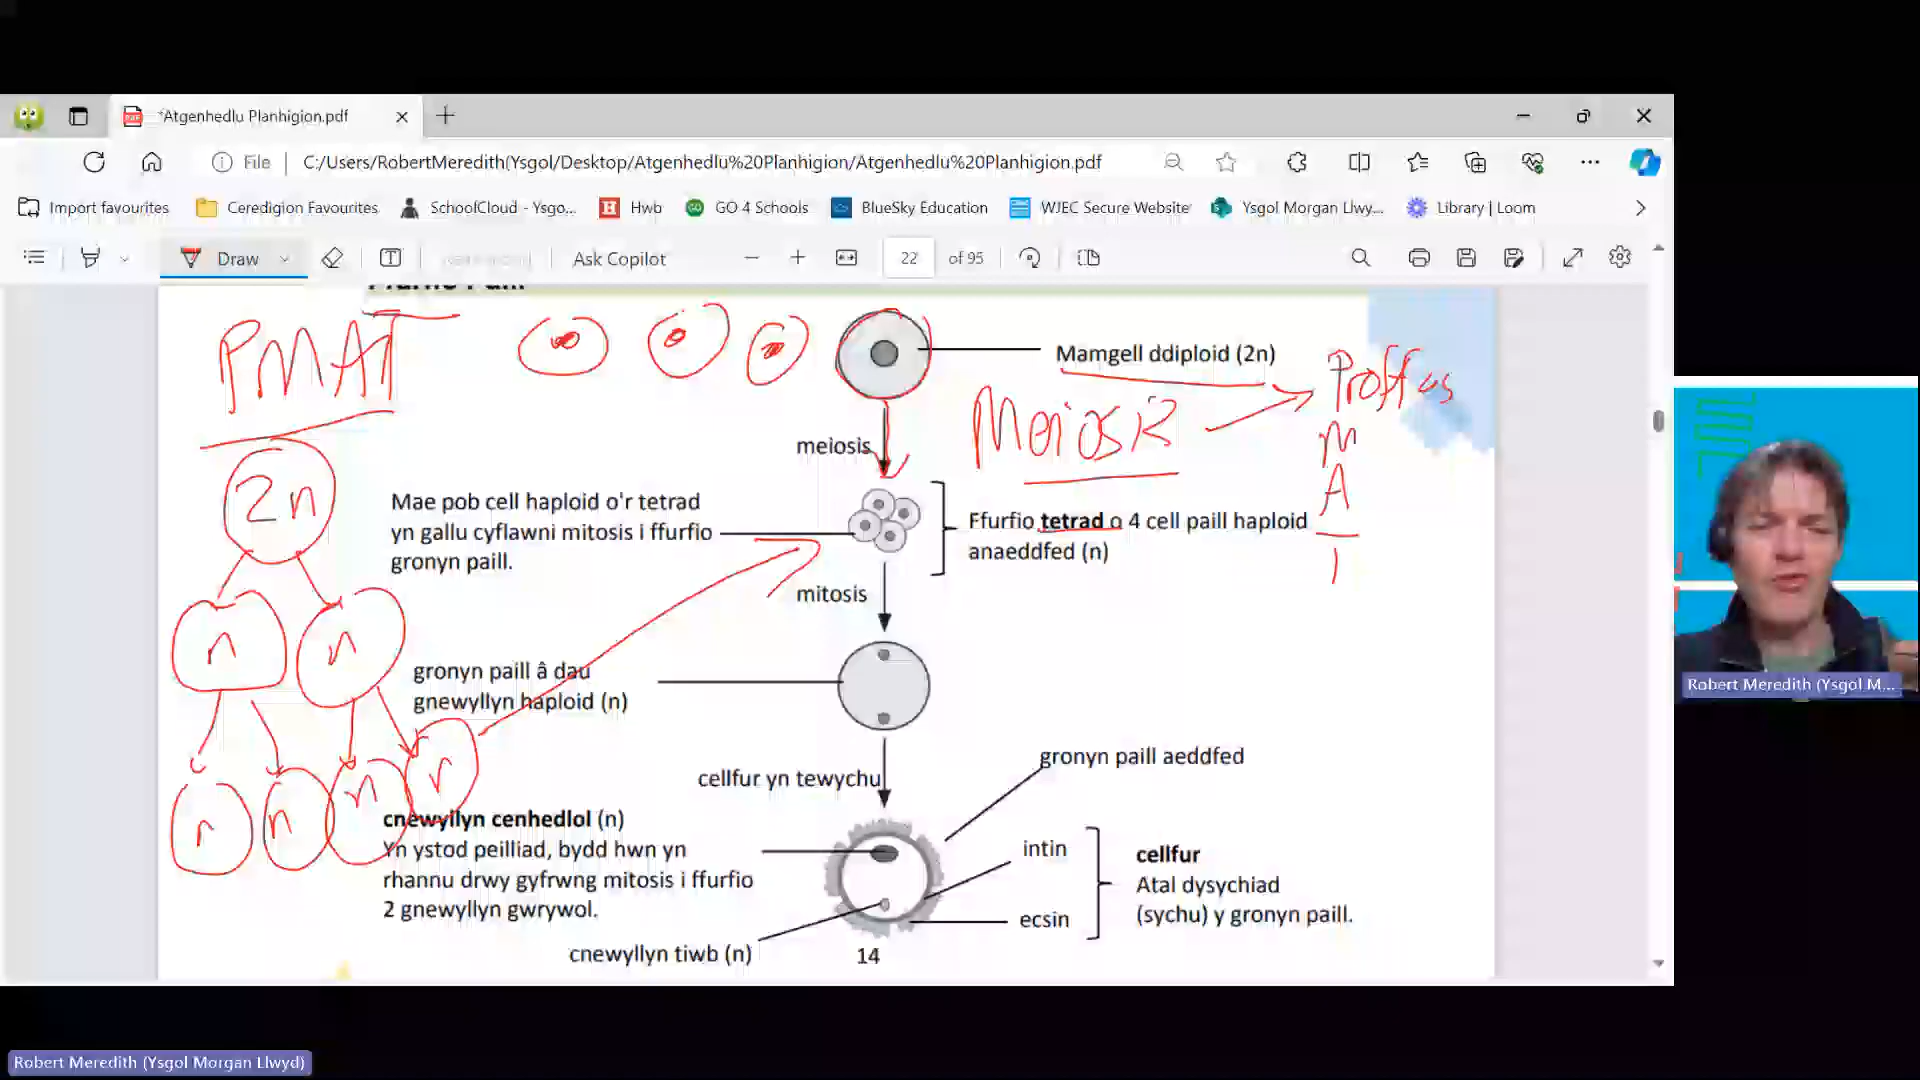 *Atgenhedlu Planhigion.pdf
File
C:/Users/RobertMeredith(Ysgol/Desktop/Atgenhedlu%20Planhigion/Atgenhedlu%20Planhigion.pdf
Import favourites
Ceredigion Favourites
SchoolCloud - Ysgo...
Hwb
GO 4 Schools
BlueSky Education
WJEC Secure Website
Ysgol Morgan Llwy...
Library | Loom
Draw
Ask Copilot
22 of 95
PMAT
Mamgell ddiploid (2n)
Meiosis
Proffas
M
A
T
meiosis
2n
Mae pob cell haploid o'r tetrad
yn gallu cyflawni mitosis i ffurfio
gronyn paill.
Ffurfio tetrad o 4 cell paill haploid
anaeddfed (n)
mitosis
n n
gronyn paill â dau
gnewyllyn haploid (n)
n n n n
cellfur yn tewychu
gronyn paill aeddfed
cnewyllyn cenhedlol (n)
Yn ystod peilliad, bydd hwn yn
rhannu drwy gyfrwng mitosis i ffurfio
2 gnewyllyn gwrywol.
intin
ecsin
cellfur
Atal dysychiad
(sychu) y gronyn paill.
cnewyllyn tiwb (n)
14
Robert Meredith (Ysgol M...
Robert Meredith (Ysgol Morgan Llwyd)